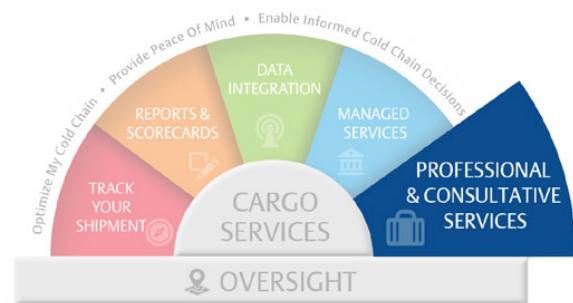 Optimize My Cold Chain • Provide Peace Of Mind • Enable Informed Cold Chain Decisions
TRACK
YOUR
SHIPMENT
REPORTS &
SCORECARDS
DATA
INTEGRATION
MANAGED
SERVICES
PROFESSIONAL
& CONSULTATIVE
SERVICES
CARGO
SERVICES
OVERSIGHT